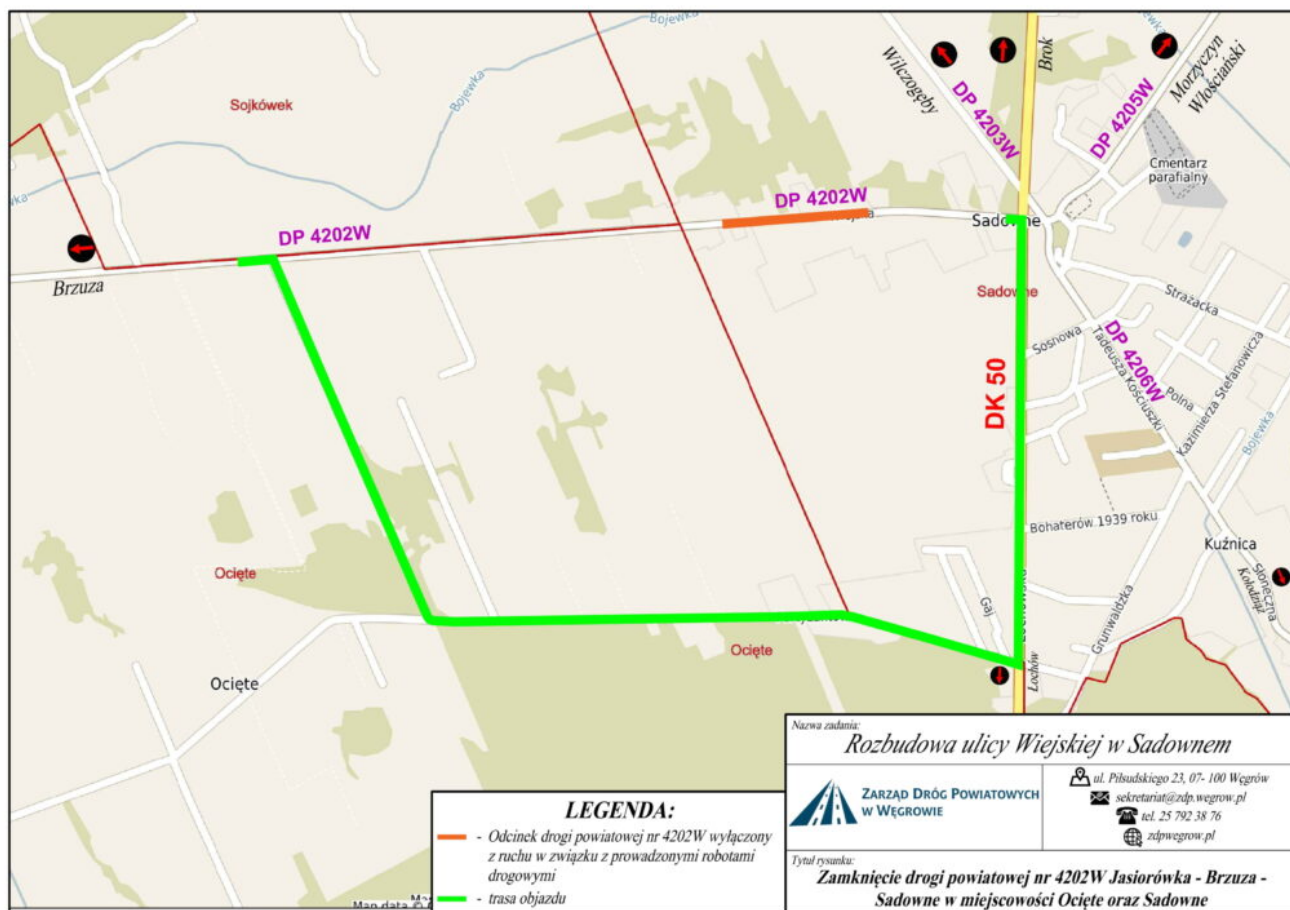 Bojewka
Bojewka
Sojkówek
Wilczogęby
DP 4203W
Brok
DP 4205W
Morzyczyn
Włościański
Cmentarz
parafialny
DP 4202W
DP 4202W
Sadowne
Brzuza
Sadowne
Strażacka
Sosnowa
Tadeusza Kościuszki
DP 4206W
Polna
Kazimierza Stefanowicza
Bojewka
DK 50
Bohaterów 1939 roku
Kuźnica
Słoneczna
Kołodziąż
Grunwaldzka
Gaj
Łochów
Ocięte
Ocięte
Ocięte
Nazwa zadania:
Rozbudowa ulicy Wiejskiej w Sadownem
ZARZĄD DRÓG POWIATOWYCH
W WĘGROWIE
ul. Piłsudskiego 23, 07- 100 Węgrów
sekretariat@zdp.wegrow.pl
tel. 25 792 38 76
zdpwegrow.pl
Tytuł rysunku:
Zamknięcie drogi powiatowej nr 4202W Jasiorówka - Brzuza -
Sadowne w miejscowości Ocięte oraz Sadowne
LEGENDA:
- Odcinek drogi powiatowej nr 4202W wyłączony
z ruchu w związku z prowadzonymi robotami
drogowymi
- trasa objazdu
Map data ©